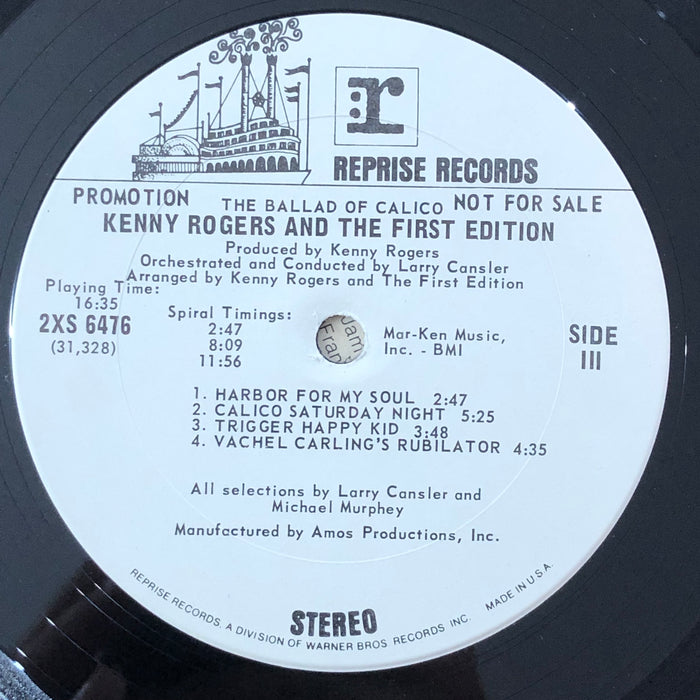 :r
REPRISE RECORDS
PROMOTION THE BALLAD OF CALICO NOT FOR SALE
KENNY ROGERS AND THE FIRST EDITION
Produced by Kenny Rogers
Orchestrated and Conducted by Larry Cansler
Arranged by Kenny Rogers and The First Edition
Playing Time:
16:35
2XS 6476
(31,328)
Spiral Timings:
2:47
8:09
11:56
Mar-Ken Music,
Inc. - BMI
SIDE
III
1. HARBOR FOR MY SOUL 2:47
2. CALICO SATURDAY NIGHT 5:25
3. TRIGGER HAPPY KID 3:48
4. VACHEL CARLING'S RUBILATOR 4:35
All selections by Larry Cansler and
Michael Murphey
Manufactured by Amos Productions, Inc.
STEREO
REPRISE RECORDS, A DIVISION OF WARNER BROS. RECORDS INC. MADE IN U.S.A.